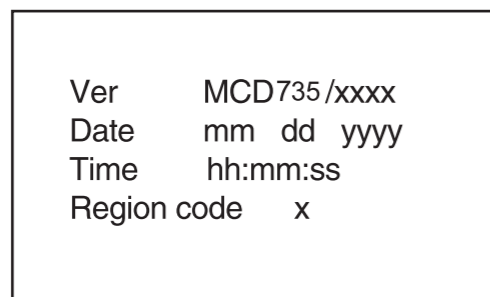 Ver MCD735/xxxx
Date mm dd yyyy
Time hh:mm:ss
Region code x